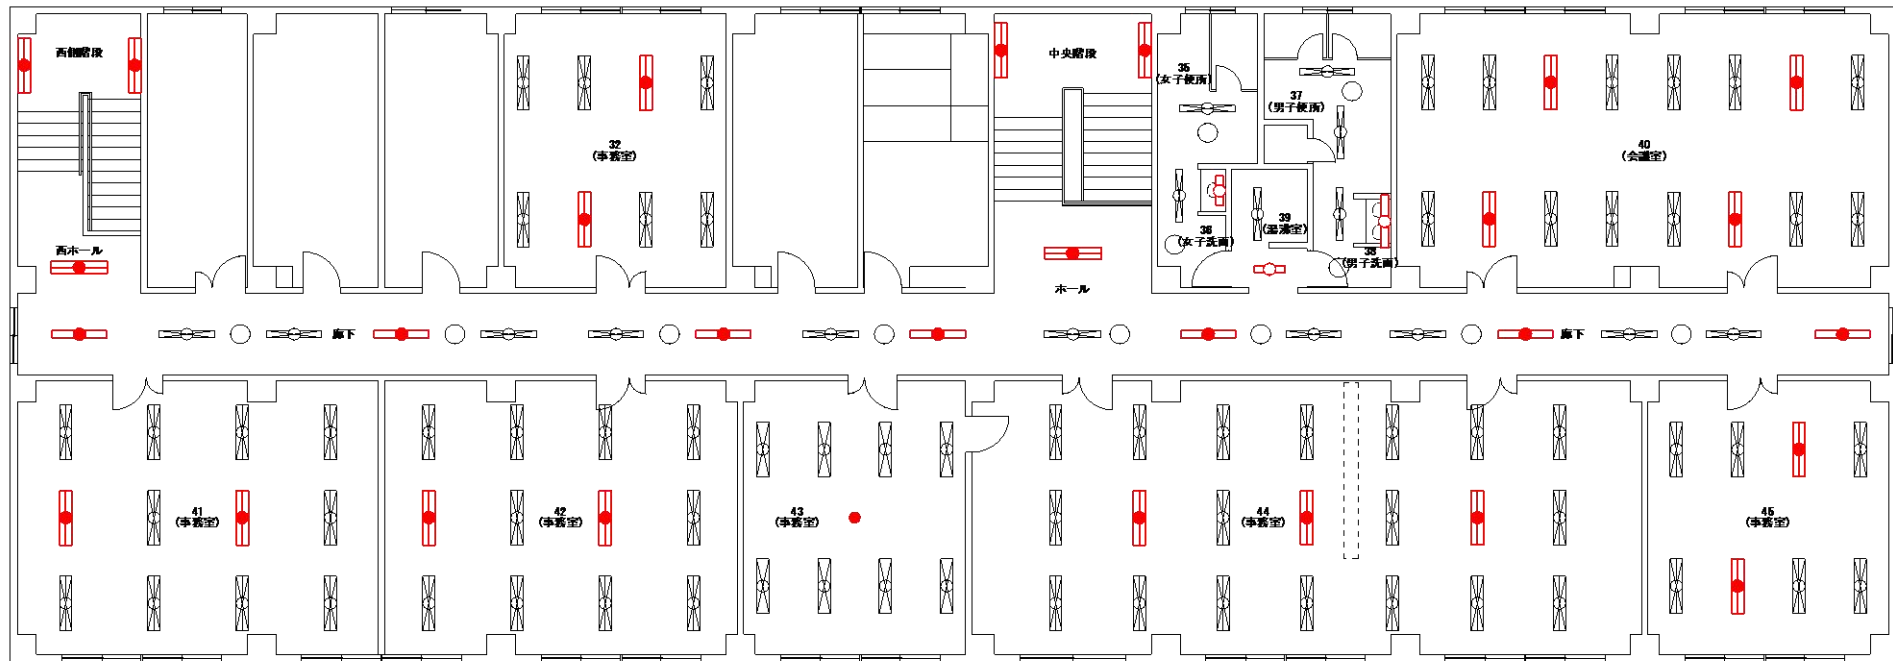 西側階段
中央階段
35
(女子便所)
37
(男子便所)
32
(事務室)
40
(会議室)
39
(湯沸室)
36
(女子洗面)
38
(男子洗面)
西ホール
ホール
廊下
廊下
41
(事務室)
42
(事務室)
43
(事務室)
44
(事務室)
45
(事務室)